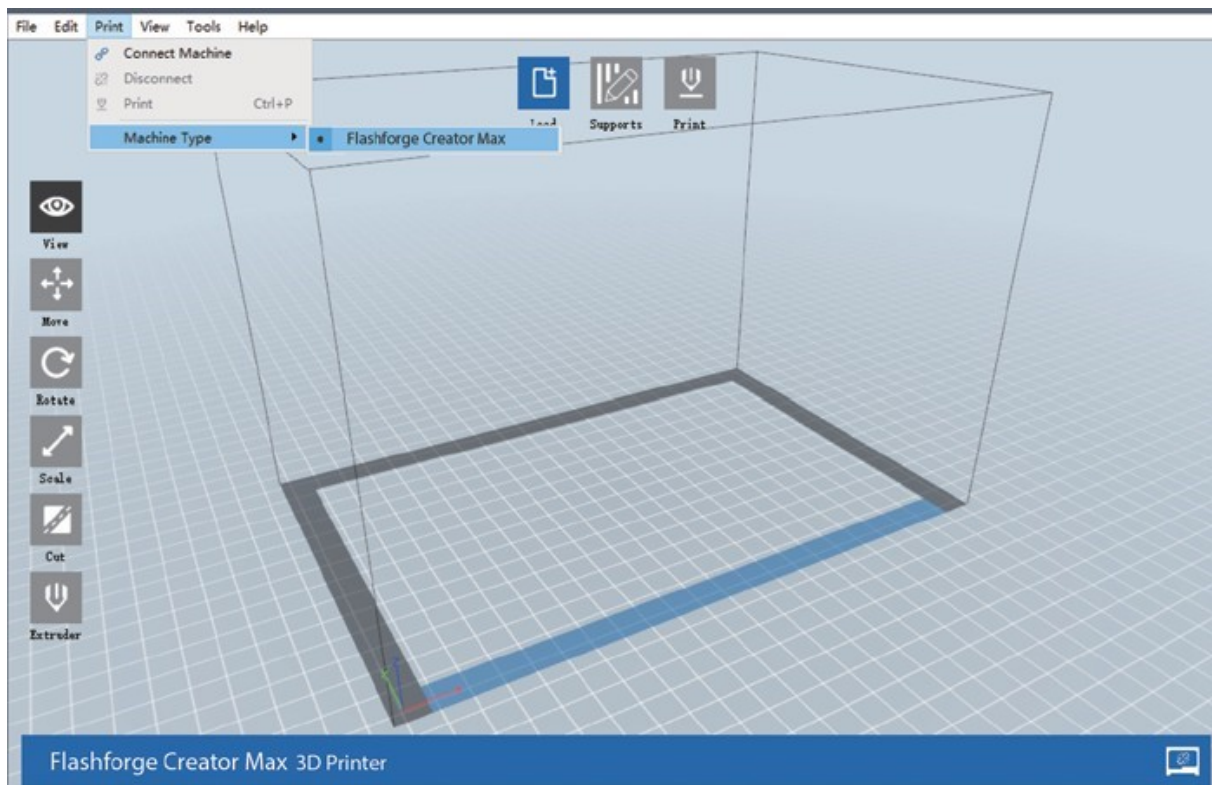 File Edit Print View Tools Help
Connect Machine
Disconnect
Print Ctrl+P
Machine Type
Flashforge Creator Max
Load Supports Print
View
Move
Rotate
Scale
Cut
Extruder
Flashforge Creator Max 3D Printer